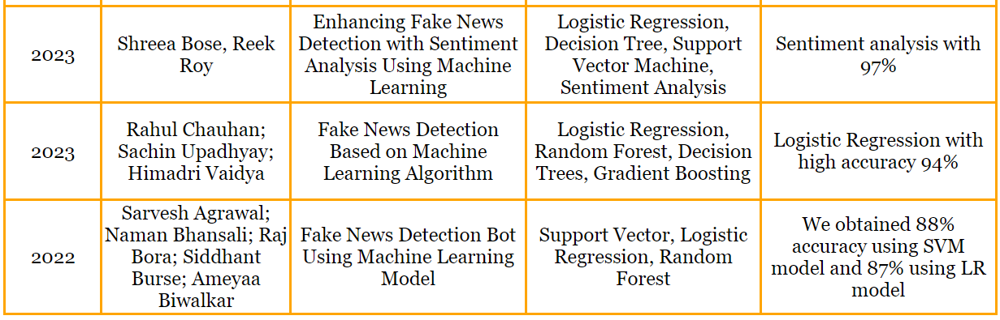 2023
Shreea Bose, Reek
Roy
Enhancing Fake News
Detection with Sentiment
Analysis Using Machine
Learning
Logistic Regression,
Decision Tree, Support
Vector Machine,
Sentiment Analysis
Sentiment analysis with
97%
2023
Rahul Chauhan;
Sachin Upadhyay;
Himadri Vaidya
Fake News Detection
Based on Machine
Learning Algorithm
Logistic Regression,
Random Forest, Decision
Trees, Gradient Boosting
Logistic Regression with
high accuracy 94%
2022
Sarvesh Agrawal;
Naman Bhansali; Raj
Bora; Siddhant
Burse; Ameyaa
Biwalkar
Fake News Detection Bot
Using Machine Learning
Model
Support Vector, Logistic
Regression, Random
Forest
We obtained 88%
accuracy using SVM
model and 87% using LR
model